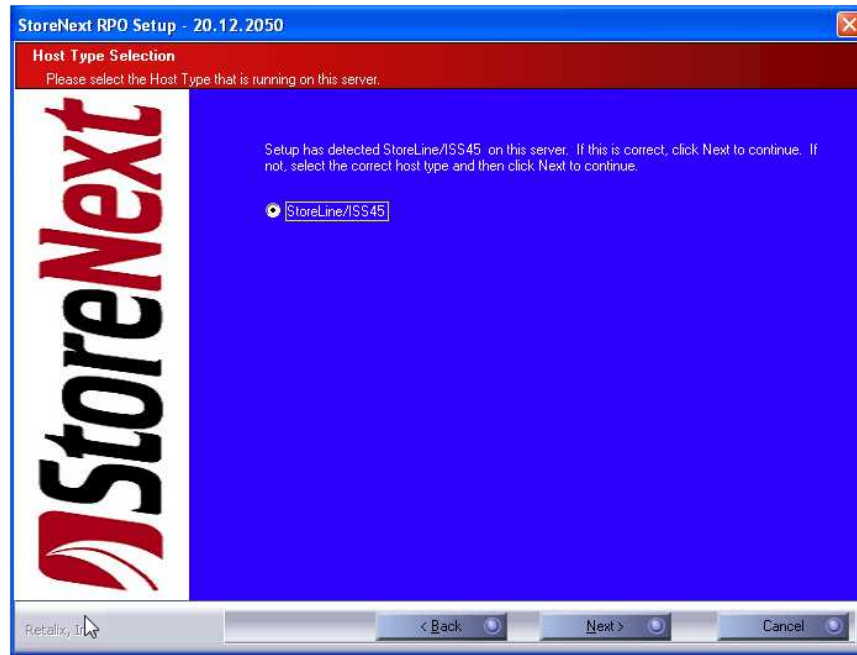 StoreNext RPO Setup - 20.12.2050
Host Type Selection
Please select the Host Type that is running on this server.
StoreNext
Setup has detected StoreLine/ISS45 on this server. If this is correct, click Next to continue. If
not, select the correct host type and then click Next to continue.
StoreLine/ISS45
Retalix,
< Back
Next >
Cancel